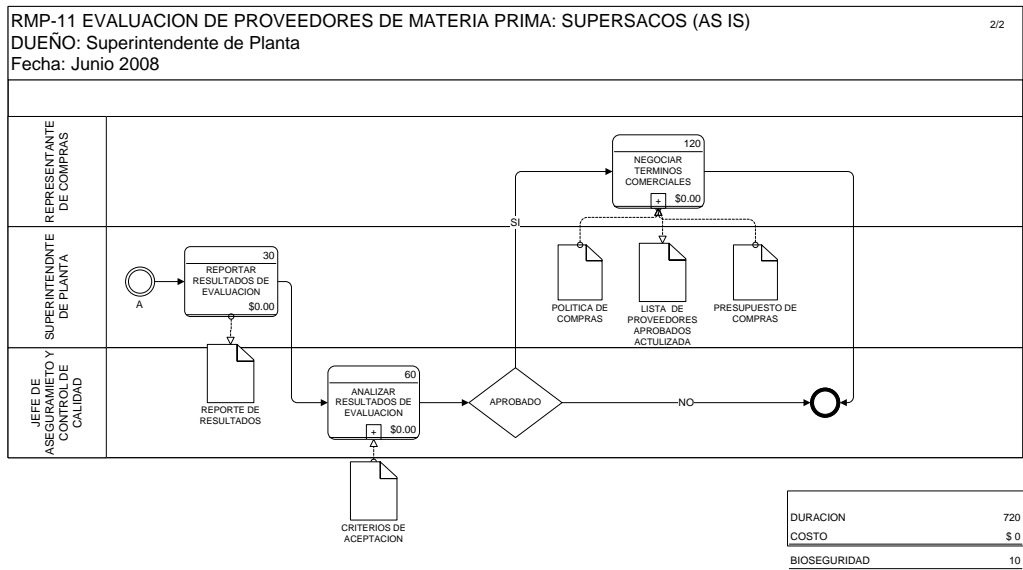 RMP-11 EVALUACION DE PROVEEDORES DE MATERIA PRIMA: SUPERSACOS (AS IS)
2/2
DUEÑO: Superintendente de Planta
Fecha: Junio 2008
REPRESENTANTE
DE COMPRAS
120
NEGOCIAR
TERMINOS
COMERCIALES
+
$0.00
SI
SUPERINTENDNTE
DE PLANTA
A
30
REPORTAR
RESULTADOS DE
EVALUACION
$0.00
POLITICA DE
COMPRAS
LISTA DE
PROVEEDORES
APROBADOS
ACTULIZADA
PRESUPUESTO DE
COMPRAS
JEFE DE
ASEGURAMIETO Y
CONTROL DE
CALIDAD
REPORTE DE
RESULTADOS
60
ANALIZAR
RESULTADOS DE
EVALUACION
+
$0.00
APROBADO
NO
CRITERIOS DE
ACEPTACION
DURACION 720
COSTO $ 0
BIOSEGURIDAD 10